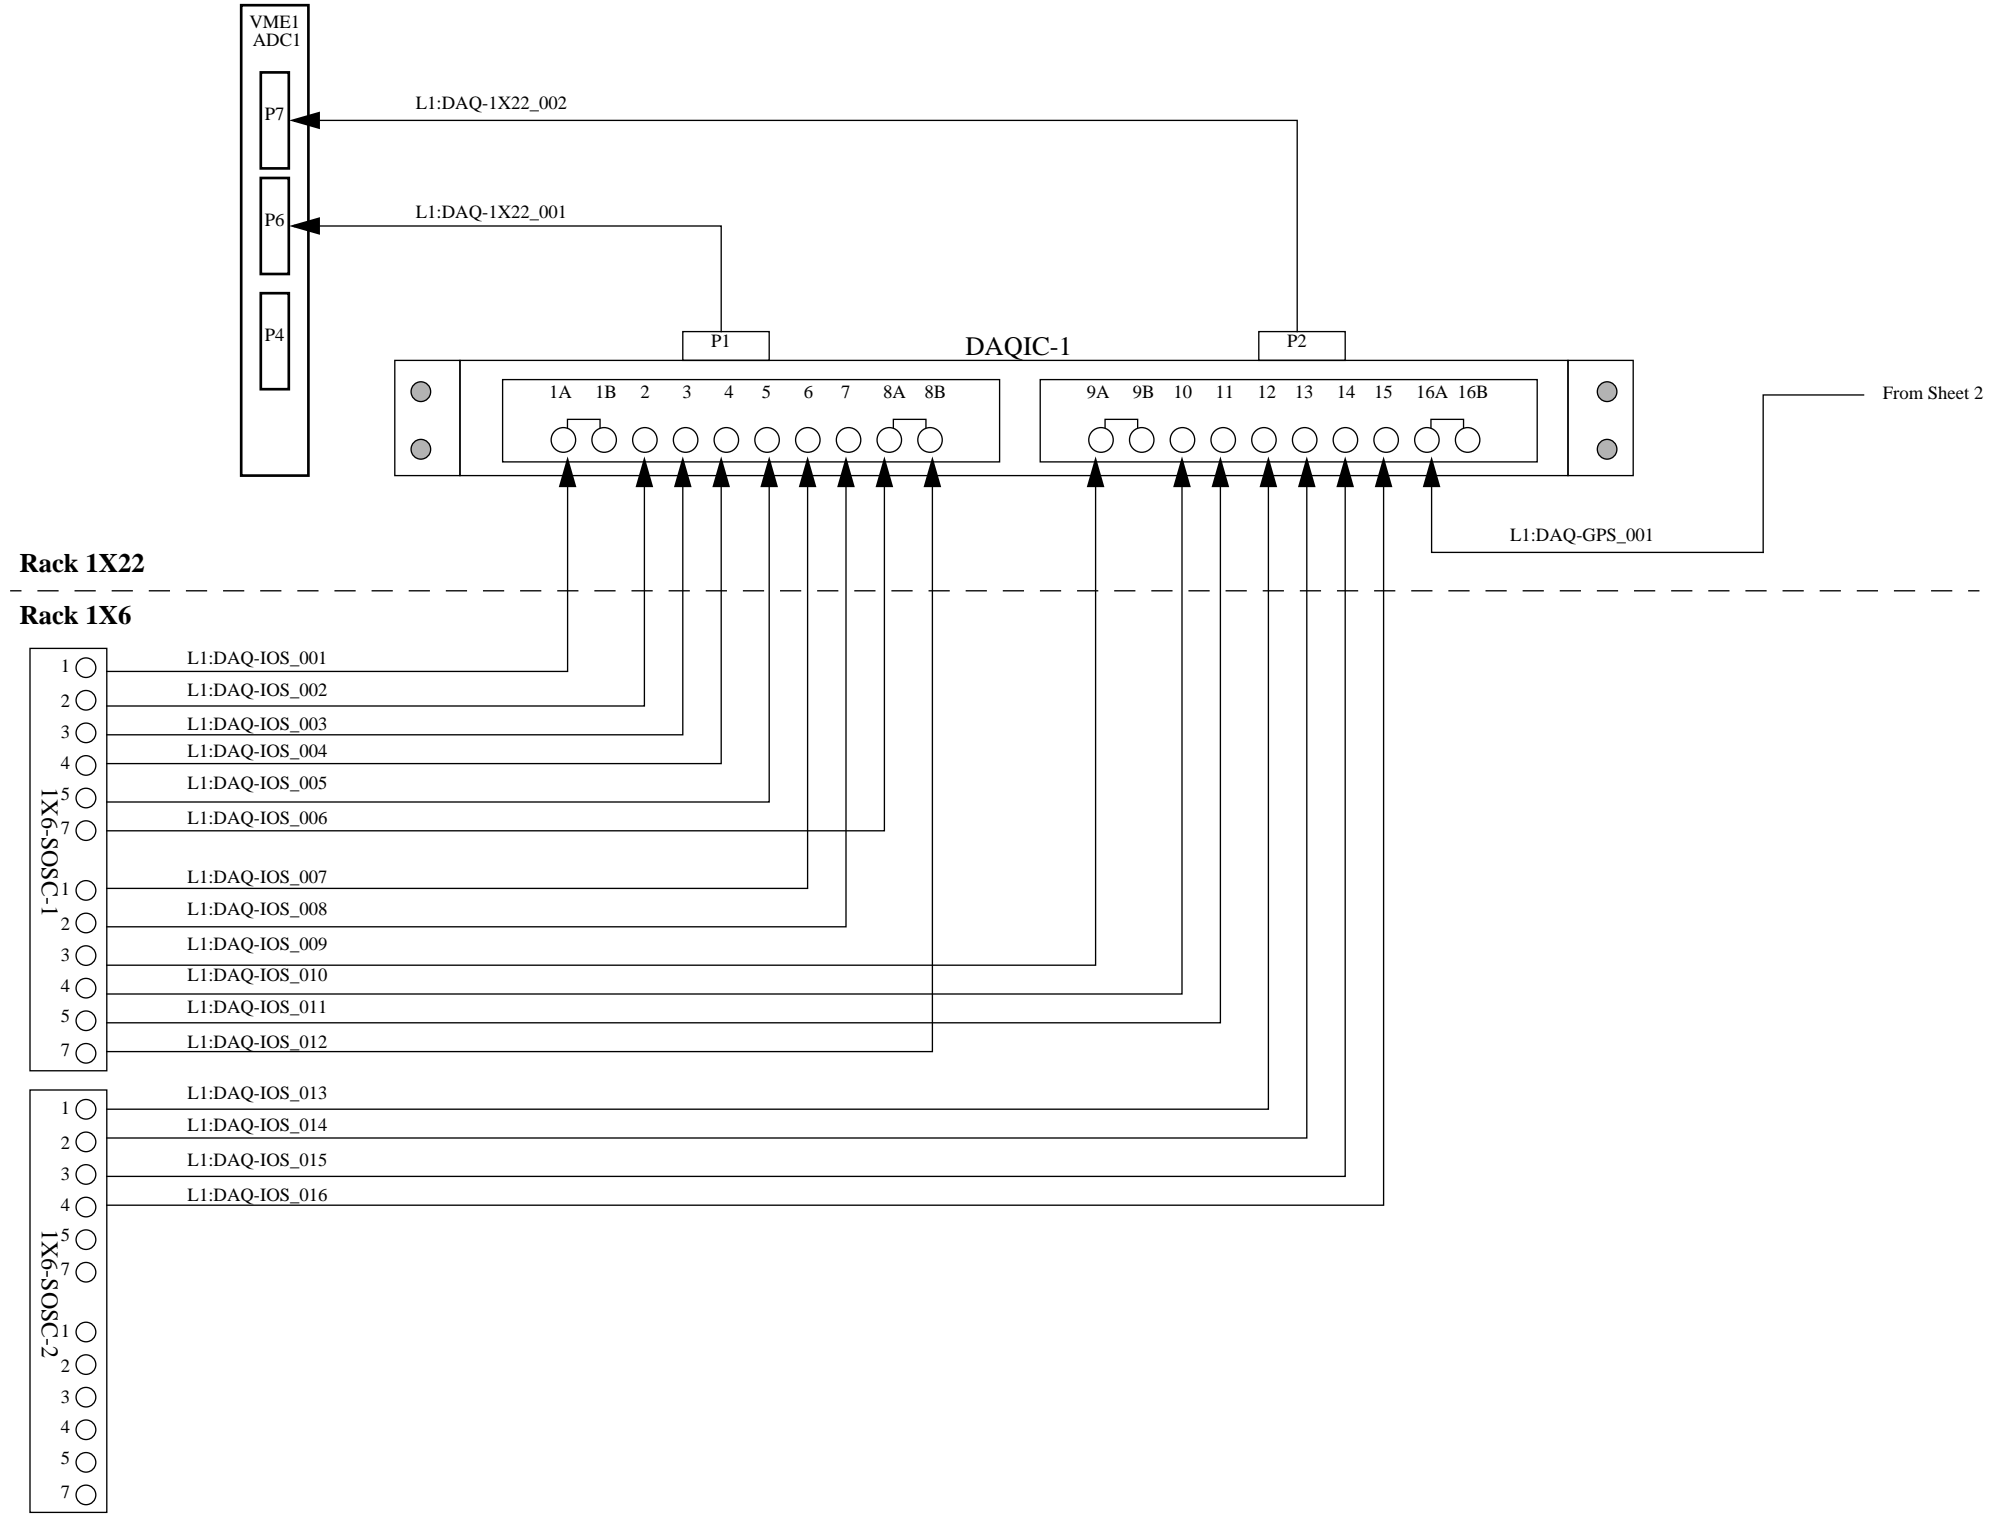 VME1
ADC1
P7
L1:DAQ-1X22_002
P6
L1:DAQ-1X22_001
P4
P1
DAQIC-1
P2
1A 1B 2 3 4 5 6 7 8A 8B
9A 9B 10 11 12 13 14 15 16A 16B
From Sheet 2
L1:DAQ-GPS_001
Rack 1X22
Rack 1X6
1X6-SOSC-1
1
L1:DAQ-IOS_001
2
L1:DAQ-IOS_002
3
L1:DAQ-IOS_003
4
L1:DAQ-IOS_004
5
L1:DAQ-IOS_005
7
L1:DAQ-IOS_006
1
L1:DAQ-IOS_007
2
L1:DAQ-IOS_008
3
L1:DAQ-IOS_009
4
L1:DAQ-IOS_010
5
L1:DAQ-IOS_011
7
L1:DAQ-IOS_012
1X6-SOSC-2
1
L1:DAQ-IOS_013
2
L1:DAQ-IOS_014
3
L1:DAQ-IOS_015
4
L1:DAQ-IOS_016
5
7
1
2
3
4
5
7